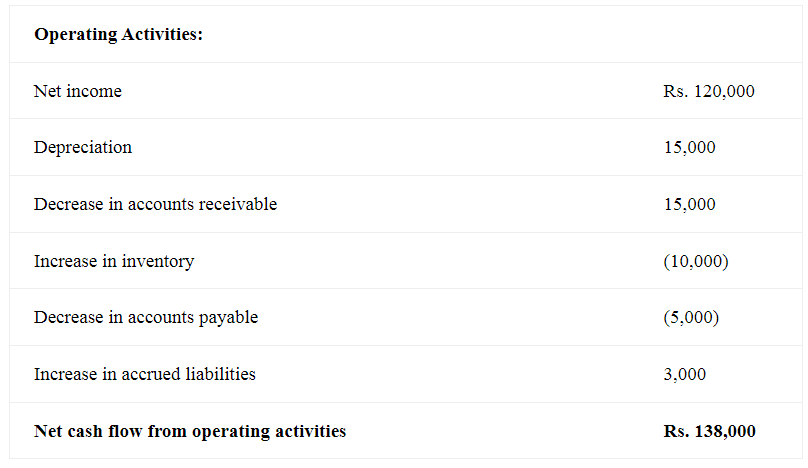 Operating Activities:
Net income Rs. 120,000
Depreciation 15,000
Decrease in accounts receivable 15,000
Increase in inventory (10,000)
Decrease in accounts payable (5,000)
Increase in accrued liabilities 3,000
Net cash flow from operating activities Rs. 138,000